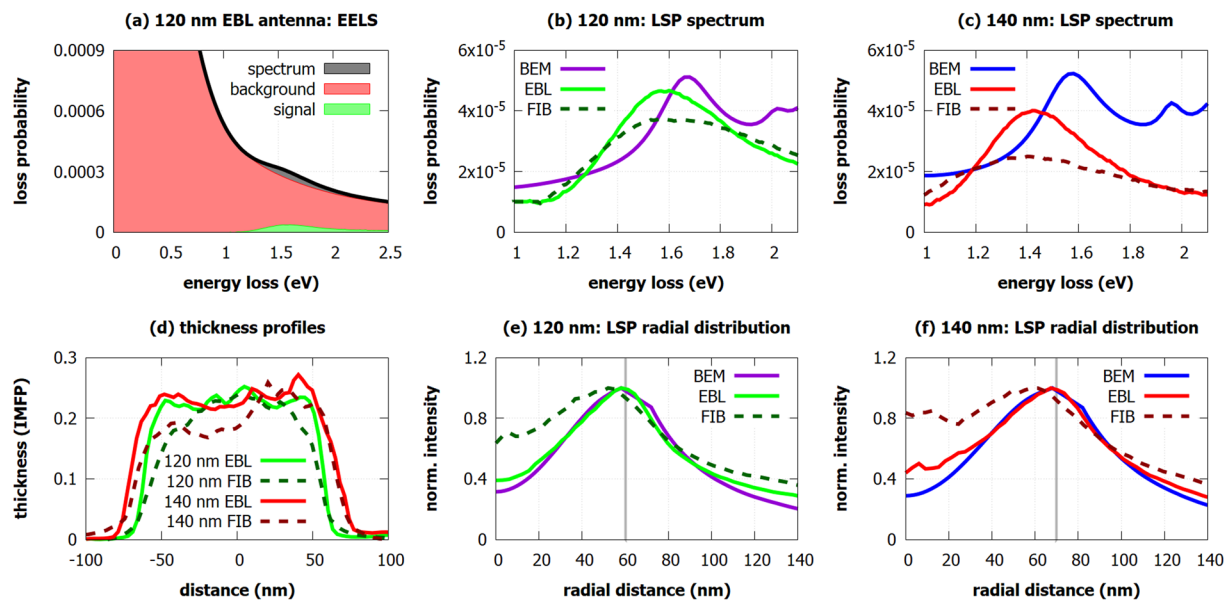 (a) 120 nm EBL antenna: EELS
0.0009
0.0006
0.0003
0
loss probability
spectrum
background
signal
0 0.5 1 1.5 2 2.5
energy loss (eV)
(b) 120 nm: LSP spectrum
6x10-5
4x10-5
2x10-5
0
loss probability
BEM
EBL
FIB
1 1.2 1.4 1.6 1.8 2
energy loss (eV)
(c) 140 nm: LSP spectrum
6x10-5
4x10-5
2x10-5
0
loss probability
BEM
EBL
FIB
1 1.2 1.4 1.6 1.8 2
energy loss (eV)
(d) thickness profiles
0.3
0.2
0.1
0
thickness (IMFP)
120 nm EBL
120 nm FIB
140 nm EBL
140 nm FIB
-100 -50 0 50 100
distance (nm)
(e) 120 nm: LSP radial distribution
1.2
0.8
0.4
0
norm. intensity
BEM
EBL
FIB
0 20 40 60 80 100 120 140
radial distance (nm)
(f) 140 nm: LSP radial distribution
1.2
0.8
0.4
0
norm. intensity
BEM
EBL
FIB
0 20 40 60 80 100 120 140
radial distance (nm)